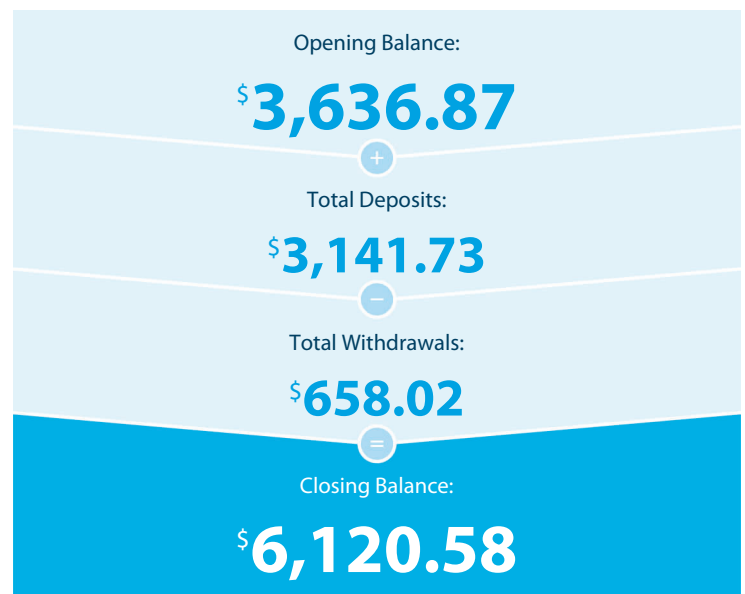 Opening Balance:
$3,636.87
+
Total Deposits:
$3,141.73
−
Total Withdrawals:
$658.02
=
Closing Balance:
$6,120.58